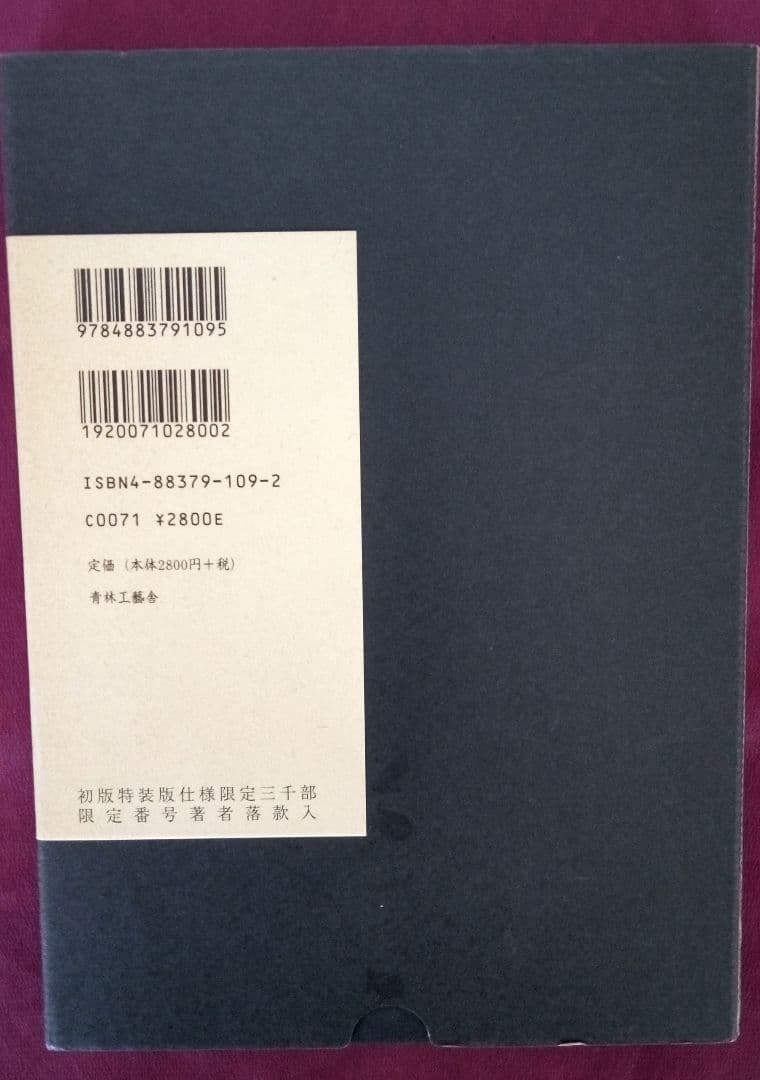 9784883791095
1920071028002
ISBN4-88379-109-2
C0071 ¥2800E
定価（本体2800円＋税）
青林工藝舎
初版特装版仕様限定三千部
限定番号著者落款入